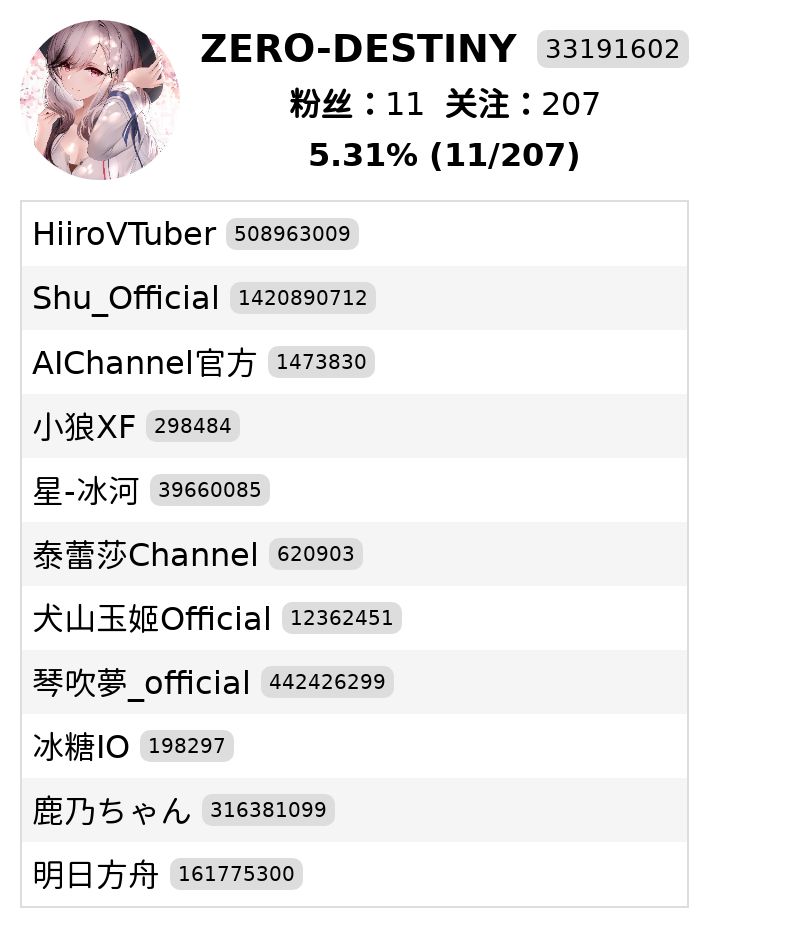 ZERO-DESTINY 33191602
粉丝：11 关注：207
5.31% (11/207)
HiiroVTuber 508963009
Shu_Official 1420890712
AIChannel官方 1473830
小狼XF 298484
星-冰河 39660085
泰蕾莎Channel 620903
犬山玉姬Official 12362451
琴吹夢_official 442426299
冰糖IO 198297
鹿乃ちゃん 316381099
明日方舟 161775300